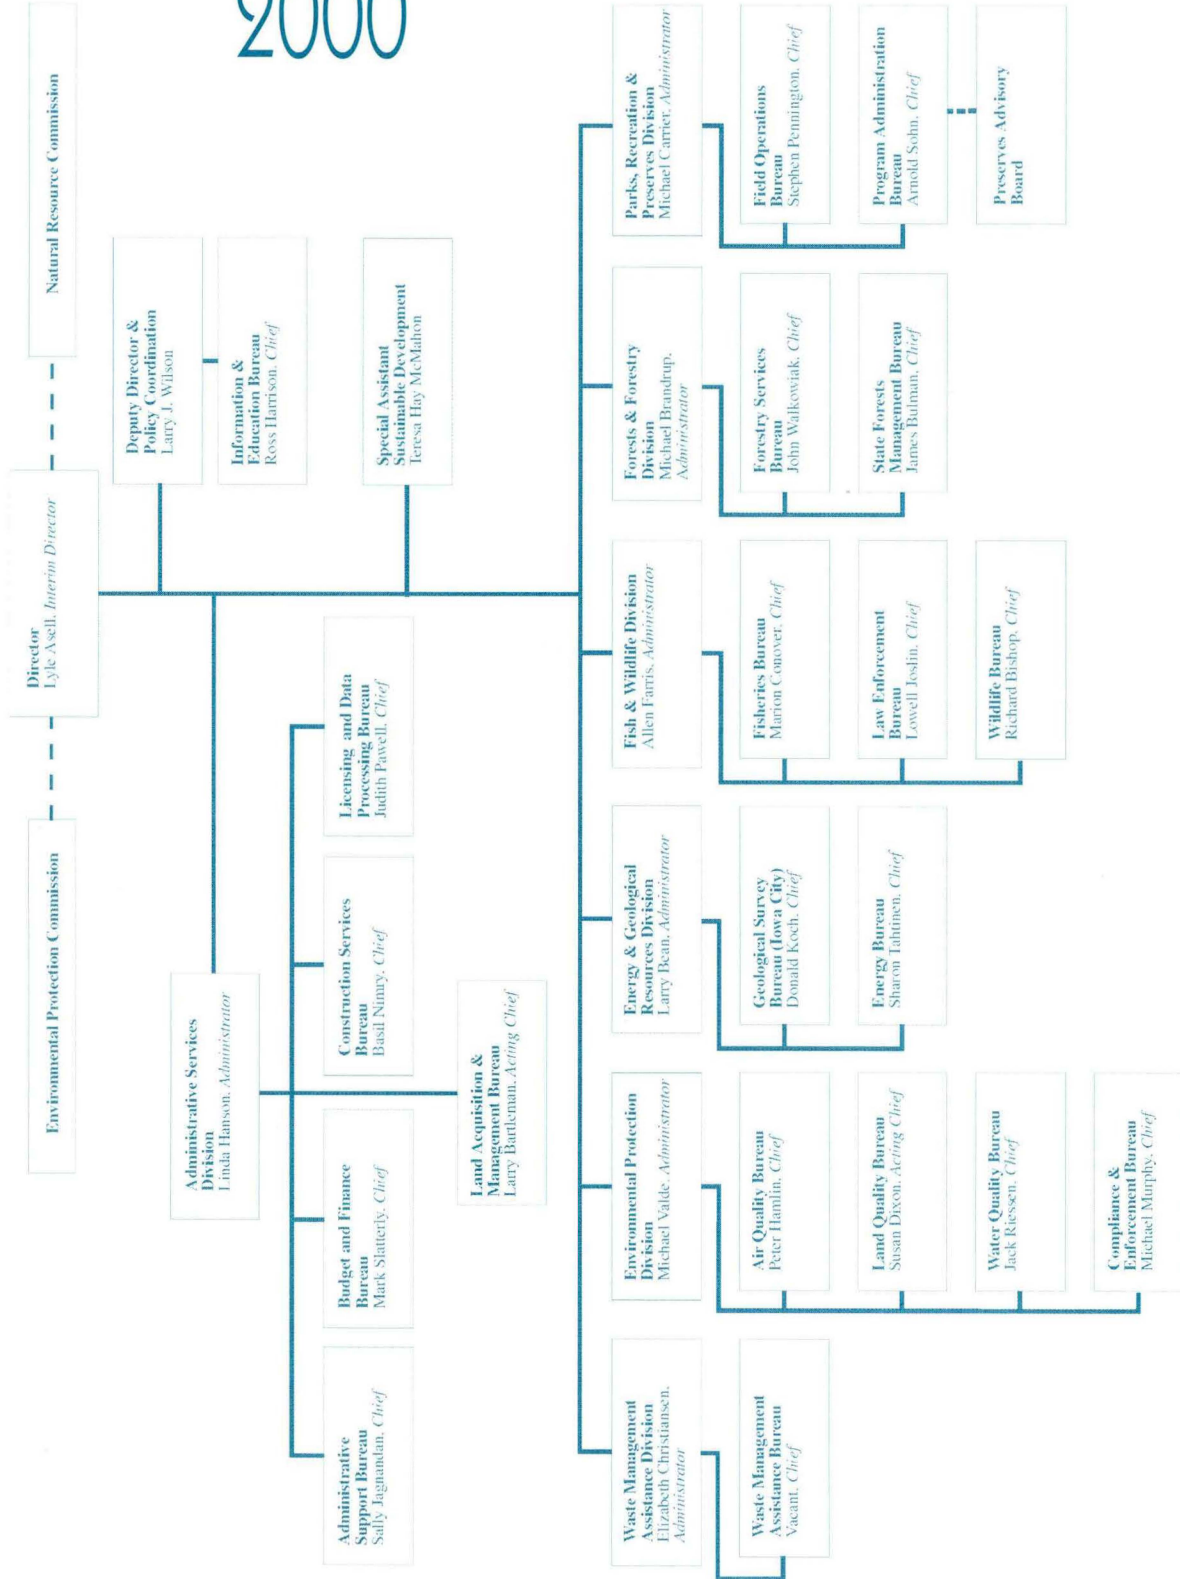 2000
Director
Lyle Asell, Interim Director
Environmental Protection Commission
Natural Resource Commission
Deputy Director &
Policy Coordination
Larry J. Wilson
Information &
Education Bureau
Ross Harrison, Chief
Administrative Services
Division
Linda Hanson, Administrator
Special Assistant
Sustainable Development
Teresa Hay McMahon
Administrative
Support Bureau
Sally Jagnandan, Chief
Budget and Finance
Bureau
Mark Slatterly, Chief
Construction Services
Bureau
Basil Nimry, Chief
Licensing and Data
Processing Bureau
Judith Pawell, Chief
Land Acquisition &
Management Bureau
Larry Bartleman, Acting Chief
Waste Management
Assistance Division
Elizabeth Christiansen,
Administrator
Waste Management
Assistance Bureau
Vacant, Chief
Environmental Protection
Division
Michael Valde, Administrator
Air Quality Bureau
Peter Hamlin, Chief
Land Quality Bureau
Susan Dixon, Acting Chief
Water Quality Bureau
Jack Riessen, Chief
Compliance &
Enforcement Bureau
Michael Murphy, Chief
Energy & Geological
Resources Division
Larry Bean, Administrator
Geological Survey
Bureau (Iowa City)
Donald Koch, Chief
Energy Bureau
Sharon Tahtinen, Chief
Fish & Wildlife Division
Allen Farris, Administrator
Fisheries Bureau
Marion Conover, Chief
Law Enforcement
Bureau
Lowell Joslin, Chief
Wildlife Bureau
Richard Bishop, Chief
Forests & Forestry
Division
Michael Brandrup,
Administrator
Forestry Services
Bureau
John Walkowiak, Chief
State Forests
Management Bureau
James Bulman, Chief
Parks, Recreation &
Preserves Division
Michael Carrier, Administrator
Field Operations
Bureau
Stephen Pennington, Chief
Program Administration
Bureau
Arnold Sohn, Chief
Preserves Advisory
Board